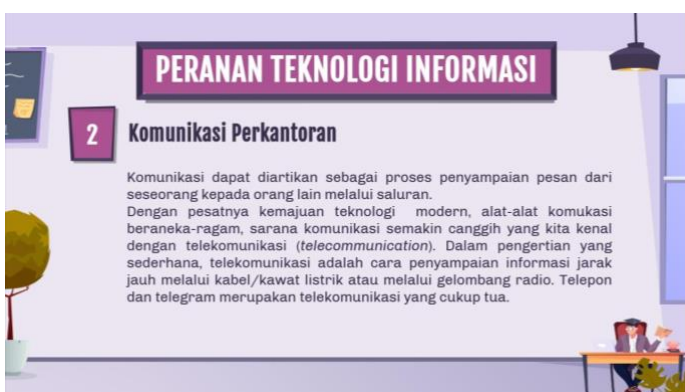 PERANAN TEKNOLOGI INFORMASI
2
Komunikasi Perkantoran
Komunikasi dapat diartikan sebagai proses penyampaian pesan dari
seseorang kepada orang lain melalui saluran.
Dengan pesatnya kemajuan teknologi modern, alat-alat komukasi
beraneka-ragam, sarana komunikasi semakin canggih yang kita kenal
dengan telekomunikasi (telecommunication). Dalam pengertian yang
sederhana, telekomunikasi adalah cara penyampaian informasi jarak
jauh melalui kabel/kawat listrik atau melalui gelombang radio. Telepon
dan telegram merupakan telekomunikasi yang cukup tua.